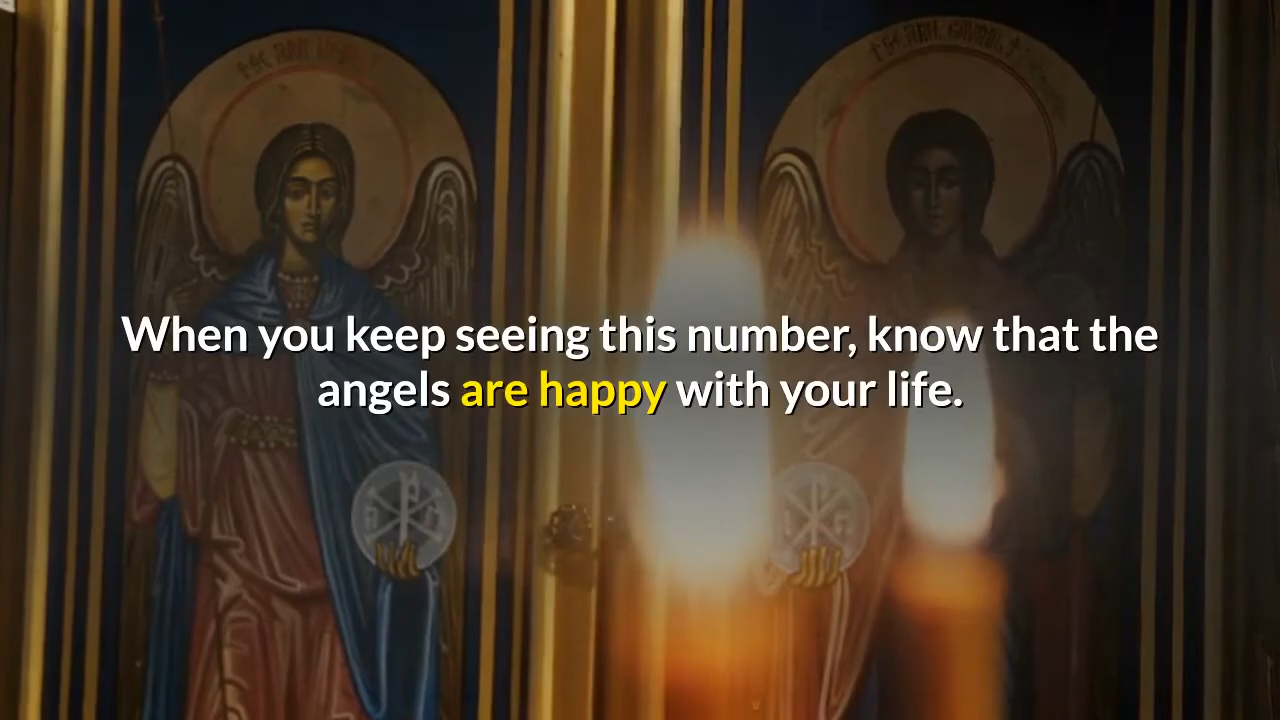 When you keep seeing this number, know that the
angels are happy with your life.